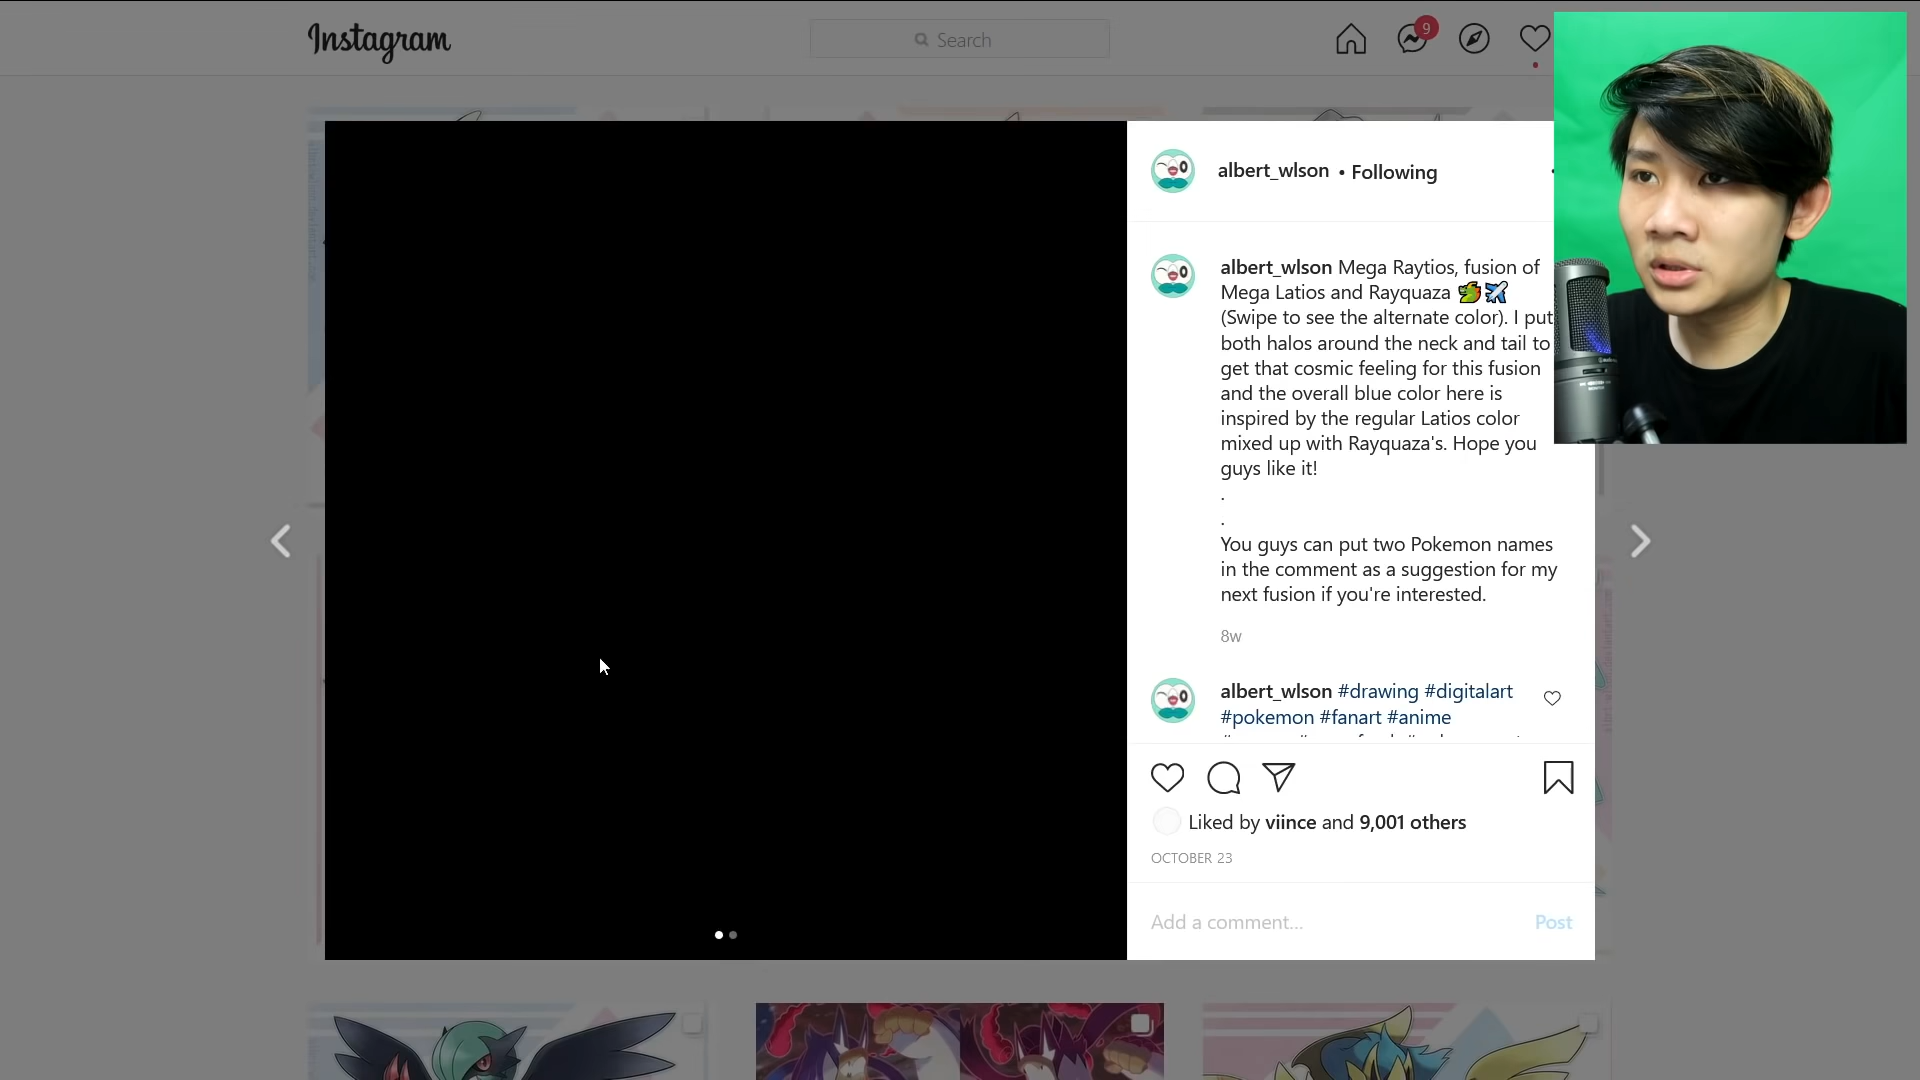 Instagram
Search
9
albert_wlson • Following
albert_wlson Mega Raytios, fusion of
Mega Latios and Rayquaza 🐲✈️
(Swipe to see the alternate color). I put
both halos around the neck and tail to
get that cosmic feeling for this fusion
and the overall blue color here is
inspired by the regular Latios color
mixed up with Rayquaza's. Hope you
guys like it!
.
.
You guys can put two Pokemon names
in the comment as a suggestion for my
next fusion if you're interested.
8w
albert_wlson #drawing #digitalart
#pokemon #fanart #anime
Liked by viince and 9,001 others
OCTOBER 23
Add a comment...
Post